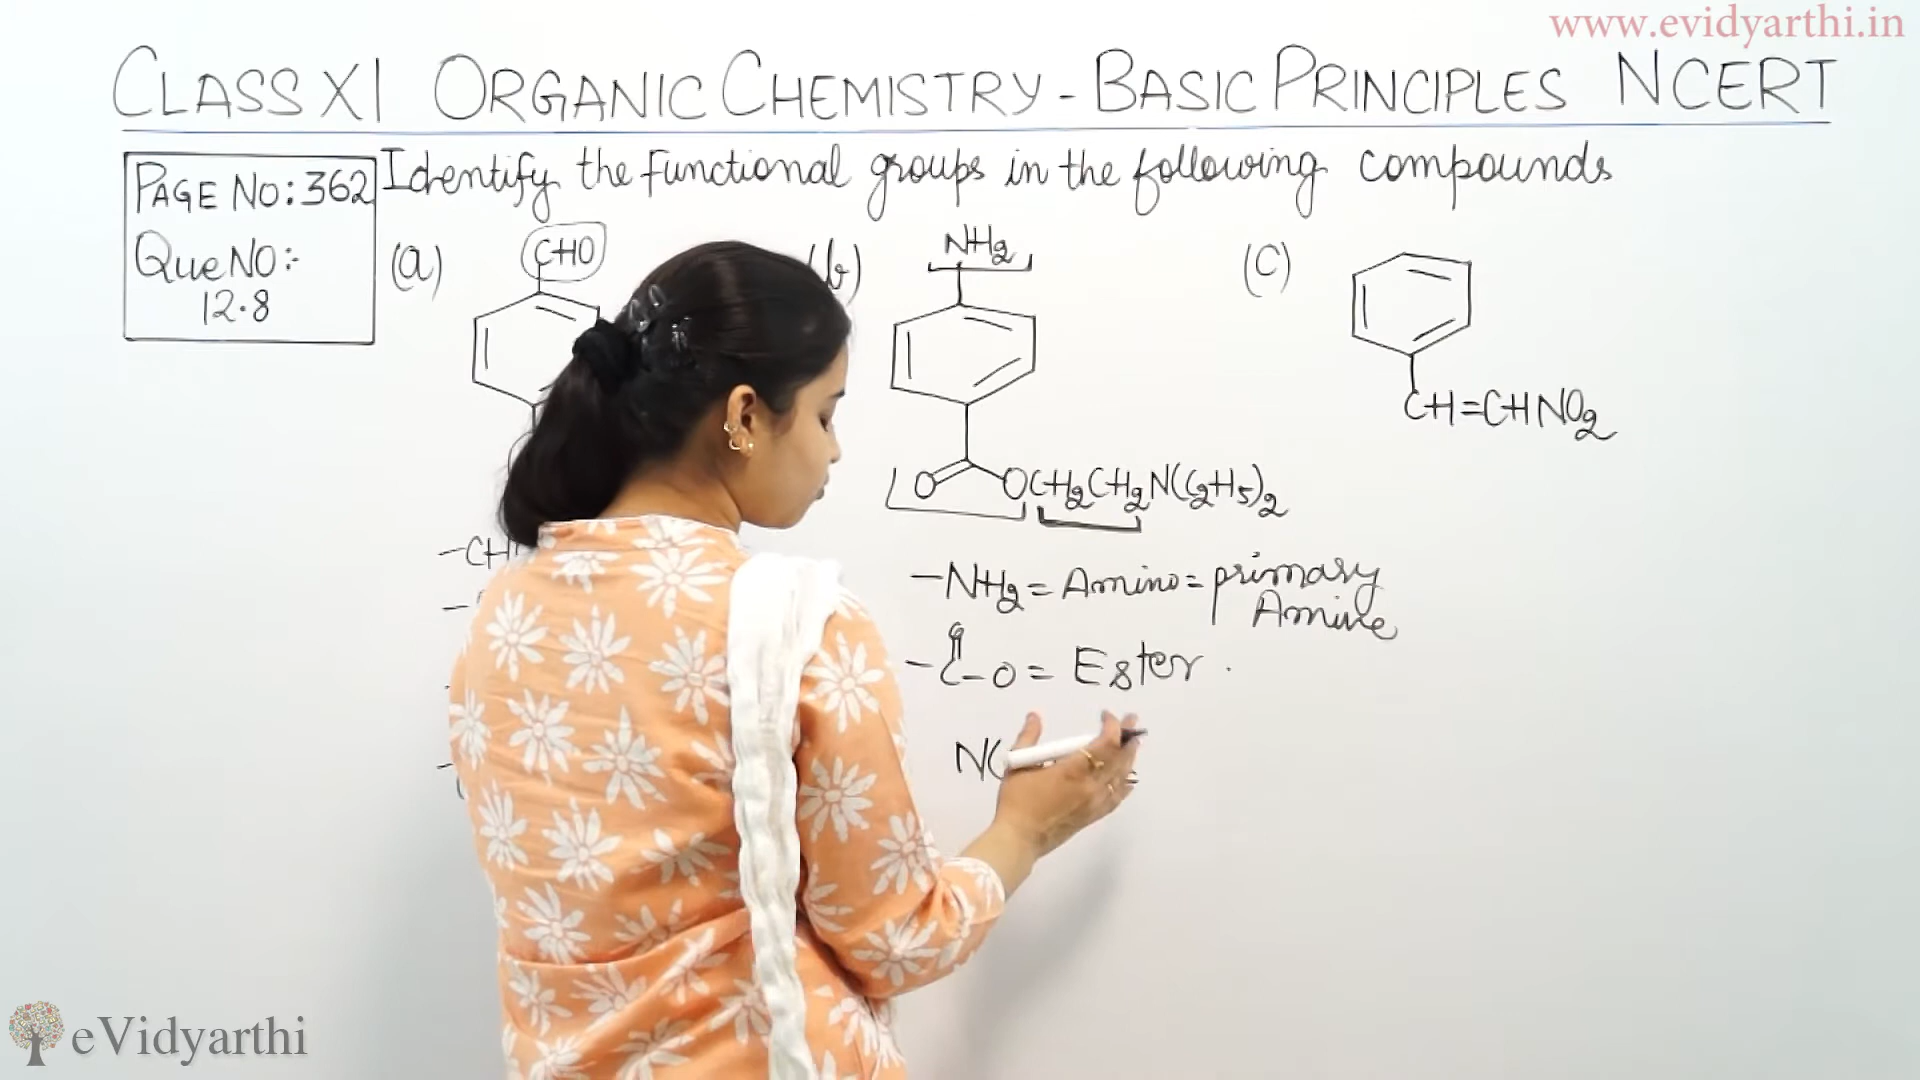 www.evidyarthi.in
CLASS XI ORGANIC CHEMISTRY - BASIC PRINCIPLES NCERT
PAGE NO: 362
Que NO:-
12.8
Identify the functional groups in the following compounds
(a)
CHO
(b)
NH2
OCH2CH2N(C2H5)2
O
(c)
CH=CHNO2
-CH
-NH2 = Amino = primary
Amine
O
-C-O = Ester.
N(
eVidyarthi